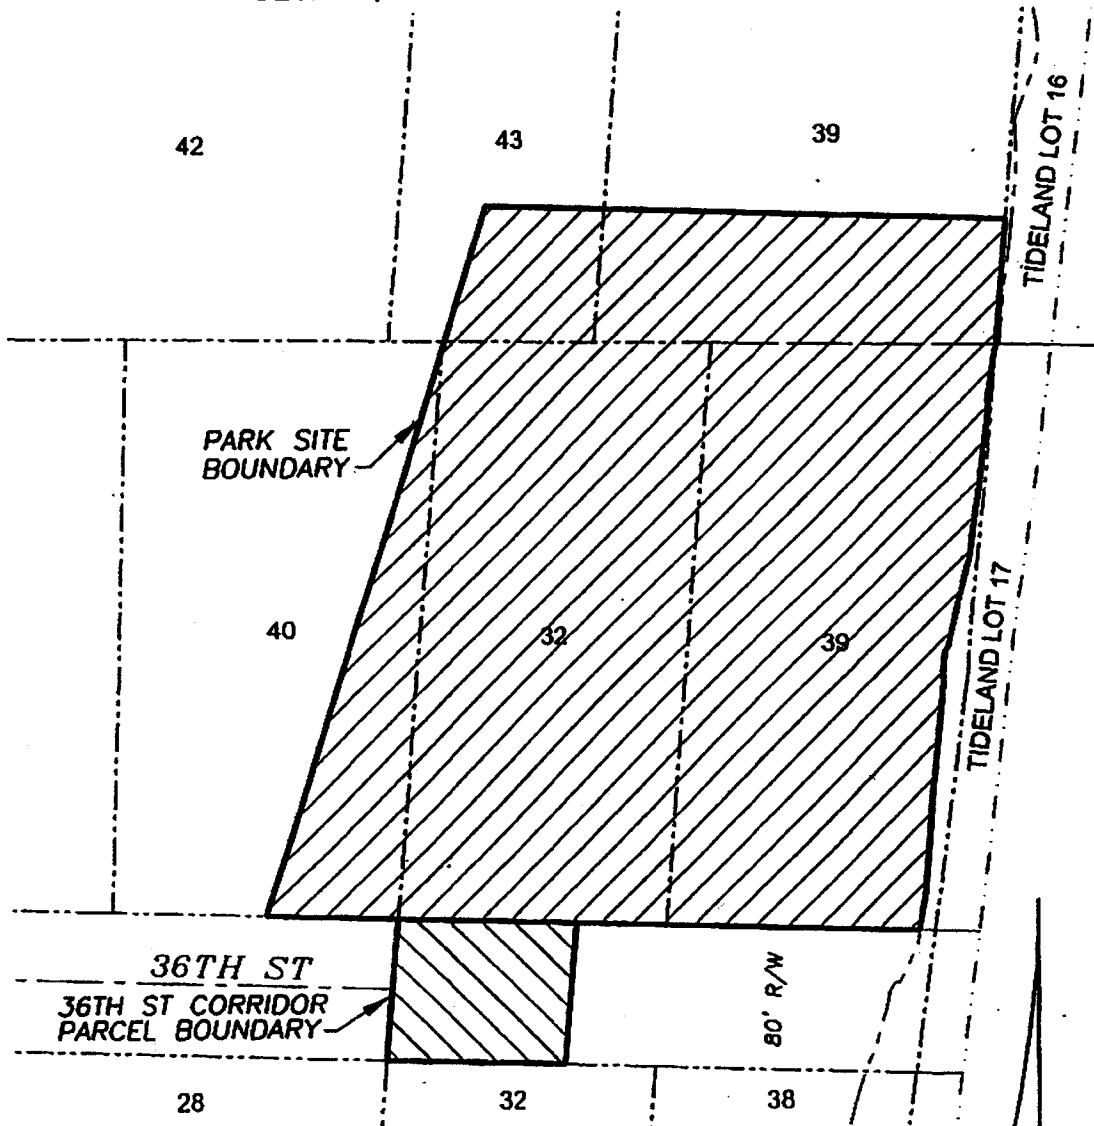 42
43
39
TIDELAND LOT 16
PARK SITE
BOUNDARY
40
32
39
TIDELAND LOT 17
36TH ST
36TH ST CORRIDOR
PARCEL BOUNDARY
80' R/W
28
32
38